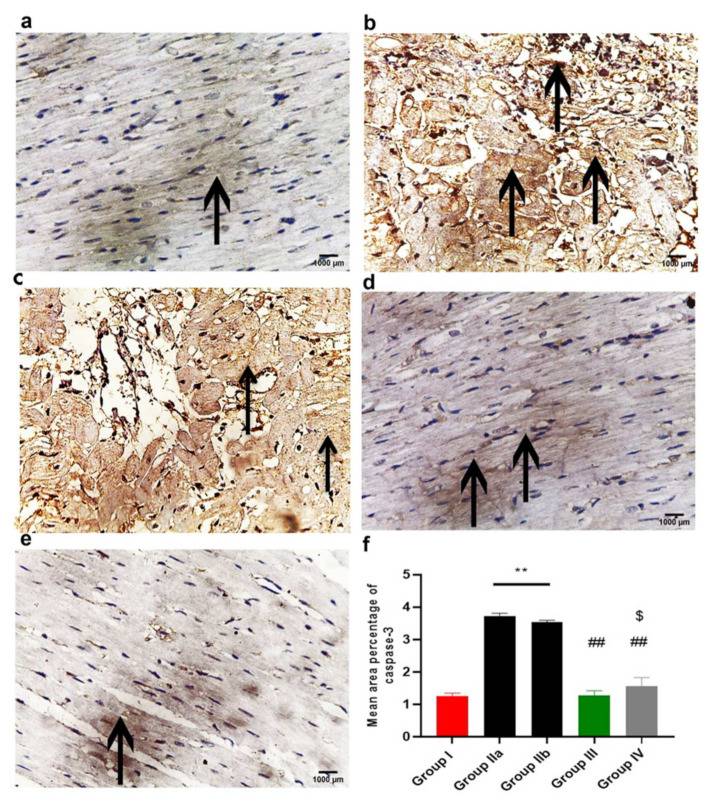 a
b
1000 µm
1000 µm
c
d
1000 µm
e
f
1000 µm
Mean area percentage of
caspase-3
5
4
3
2
1
0
**
##
$
##
Group I
Group IIa
Group IIb
Group III
Group IV